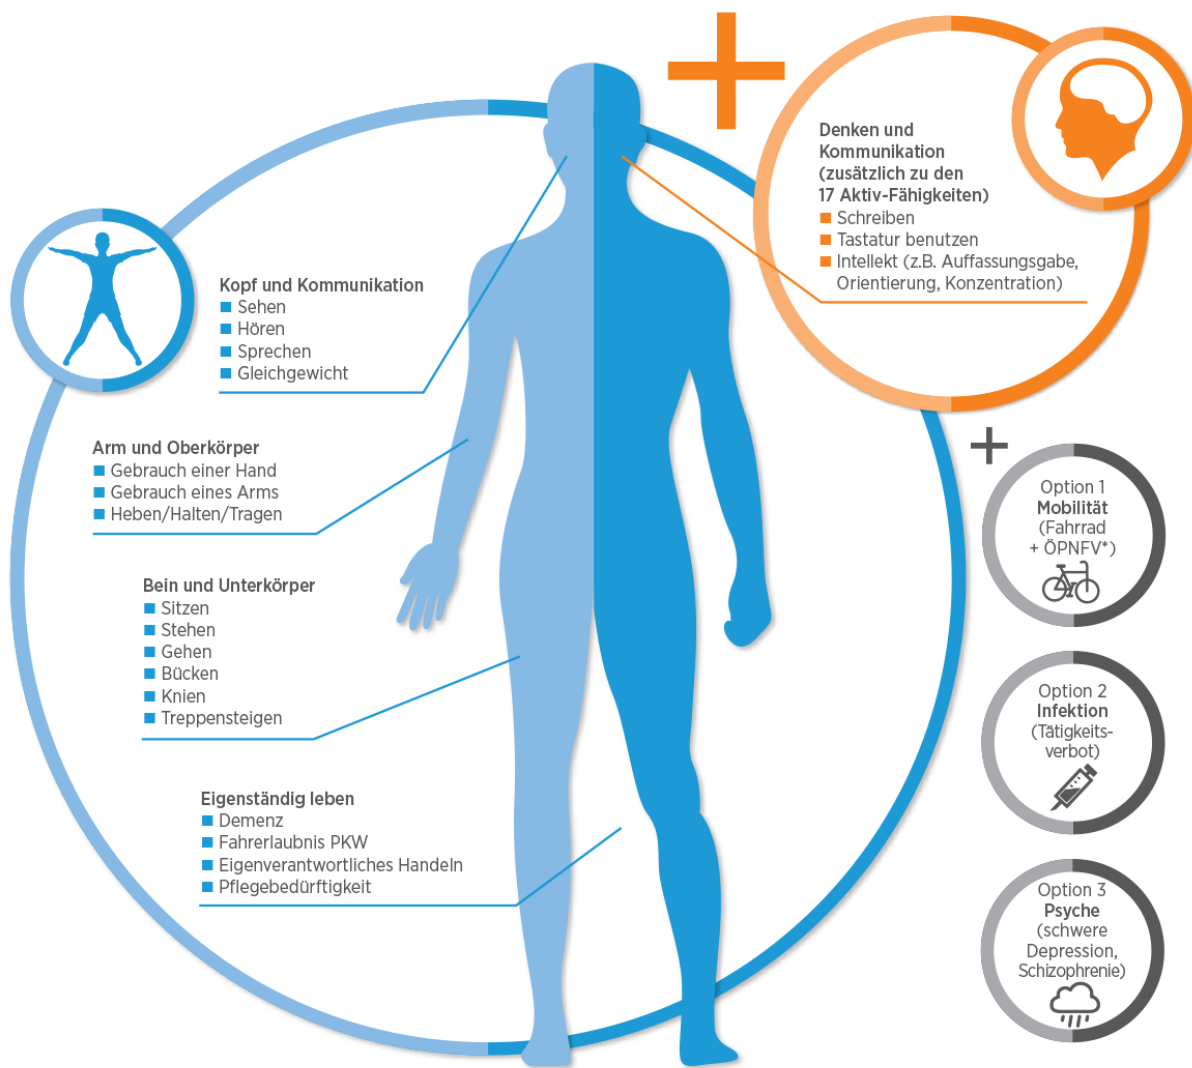 Denken und
Kommunikation
(zusätzlich zu den
17 Aktiv-Fähigkeiten)
Schreiben
Tastatur benutzen
Intellekt (z.B. Auffassungsgabe,
Orientierung, Konzentration)
Kopf und Kommunikation
Sehen
Hören
Sprechen
Gleichgewicht
Arm und Oberkörper
Gebrauch einer Hand
Gebrauch eines Arms
Heben/Halten/Tragen
Bein und Unterkörper
Sitzen
Stehen
Gehen
Bücken
Knien
Treppensteigen
Eigenständig leben
Demenz
Fahrerlaubnis PKW
Eigenverantwortliches Handeln
Pflegebedürftigkeit
Option 1
Mobilität
(Fahrrad
+ ÖPNFV*)
Option 2
Infektion
(Tätigkeits-
verbot)
Option 3
Psyche
(schwere
Depression,
Schizophrenie)